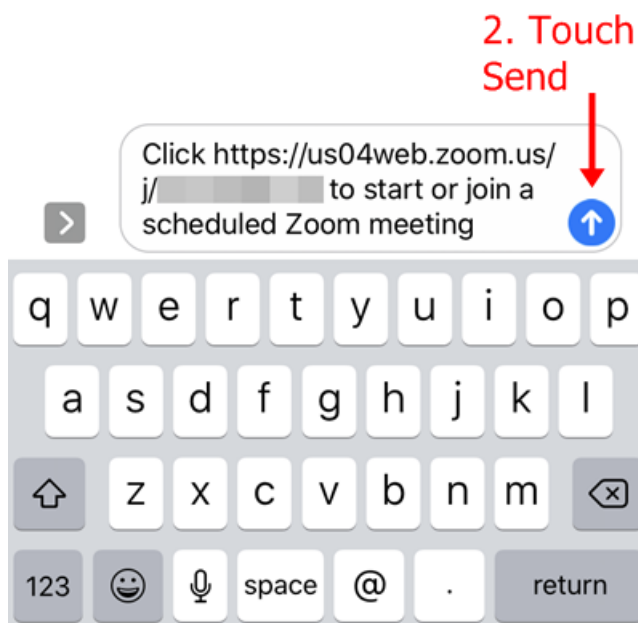 2. Touch
Send
Click https://us04web.zoom.us/
j/ to start or join a
scheduled Zoom meeting
q w e r t y u i o p
a s d f g h j k l
z x c v b n m
123 space @ . return